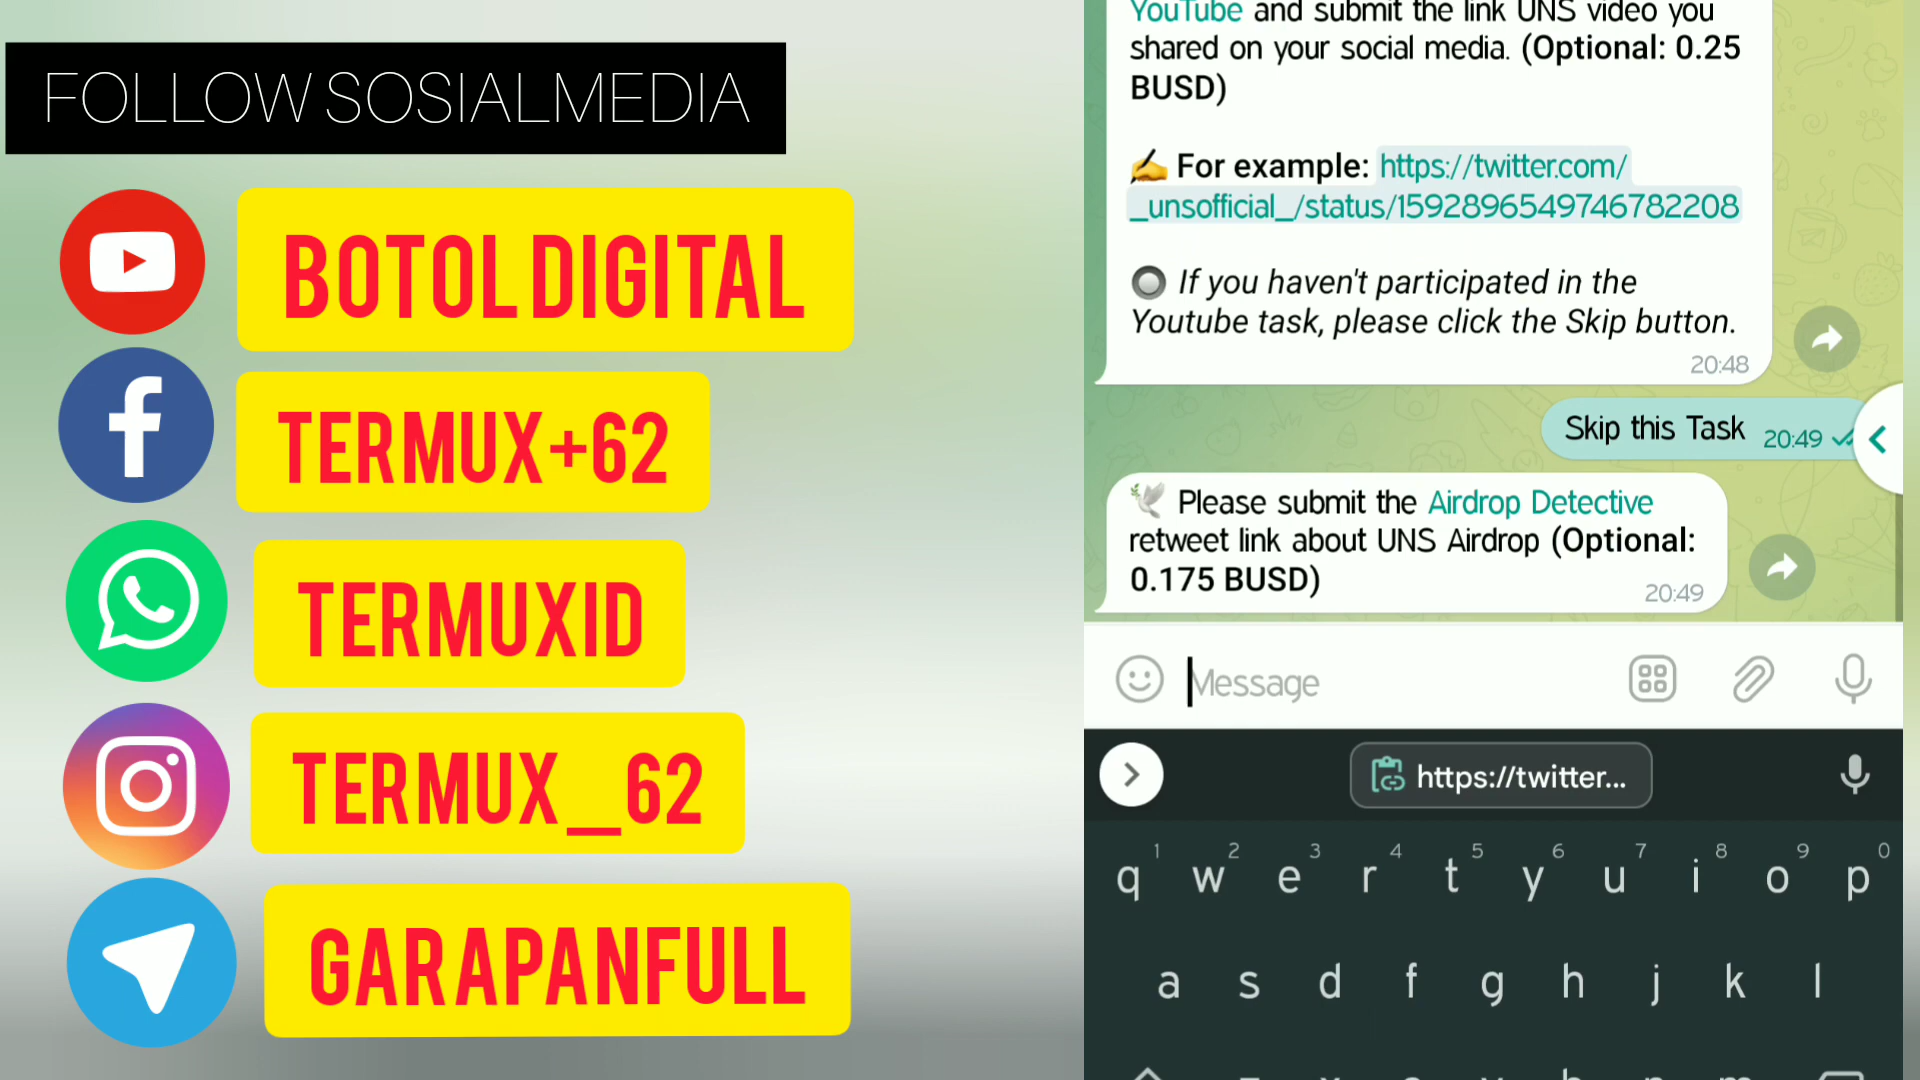 FOLLOW SOSIALMEDIA
BOTOL DIGITAL
TERMUX+62
TERMUXID
TERMUX_62
GARAPANFULL
YouTube and submit the link UNS video you
shared on your social media. (Optional: 0.25
BUSD)
✍️ For example: https://twitter.com/
_unsofficial_/status/1592896549746782208
🔘 If you haven't participated in the
Youtube task, please click the Skip button.
20:48
Skip this Task 20:49
🕊 Please submit the Airdrop Detective
retweet link about UNS Airdrop (Optional:
0.175 BUSD)
20:49
Message
https://twitter...
1 2 3 4 5 6 7 8 9 0
q w e r t y u i o p
a s d f g h j k l